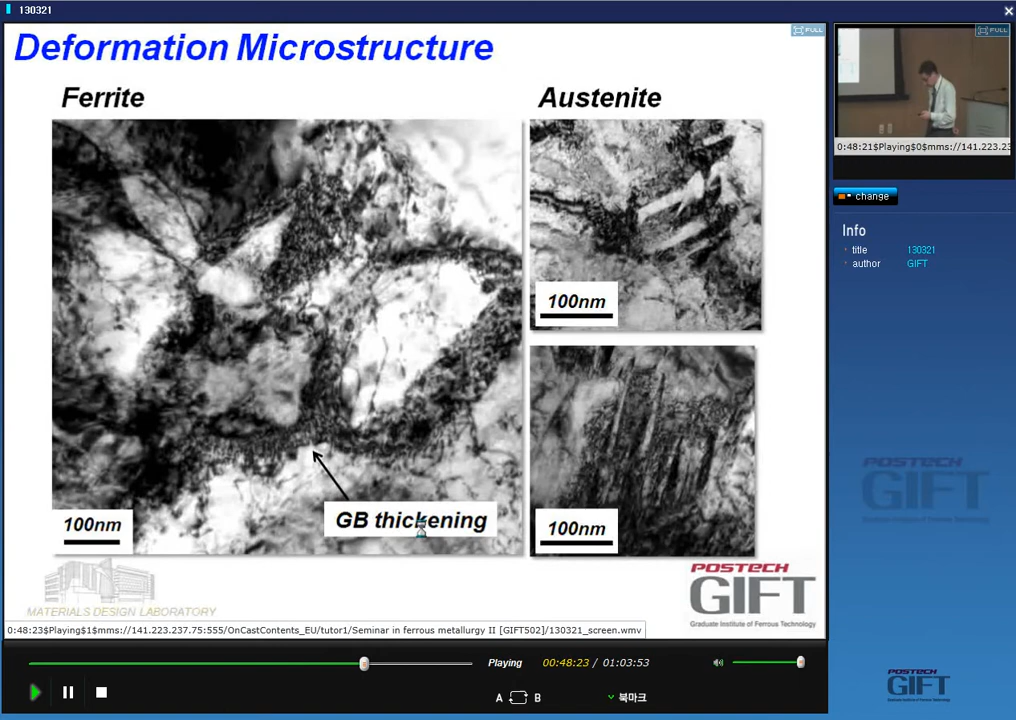 130321
Deformation Microstructure
FULL
FULL
Ferrite
Austenite
100nm
100nm
100nm
GB thickening
MATERIALS DESIGN LABORATORY
POSTECH
GIFT
Graduate Institute of Ferrous Technology
0:48:23$Playing$1$mms://141.223.237.75:555/OnCastContents_EU/tutor1/Seminar in ferrous metallurgy II [GIFT502]/130321_screen.wmv
0:48:21$Playing$0$mms://141.223.23
change
Info
title 130321
author GIFT
POSTECH
GIFT
Playing 00:48:23 / 01:03:53
A B 북마크
POSTECH
GIFT